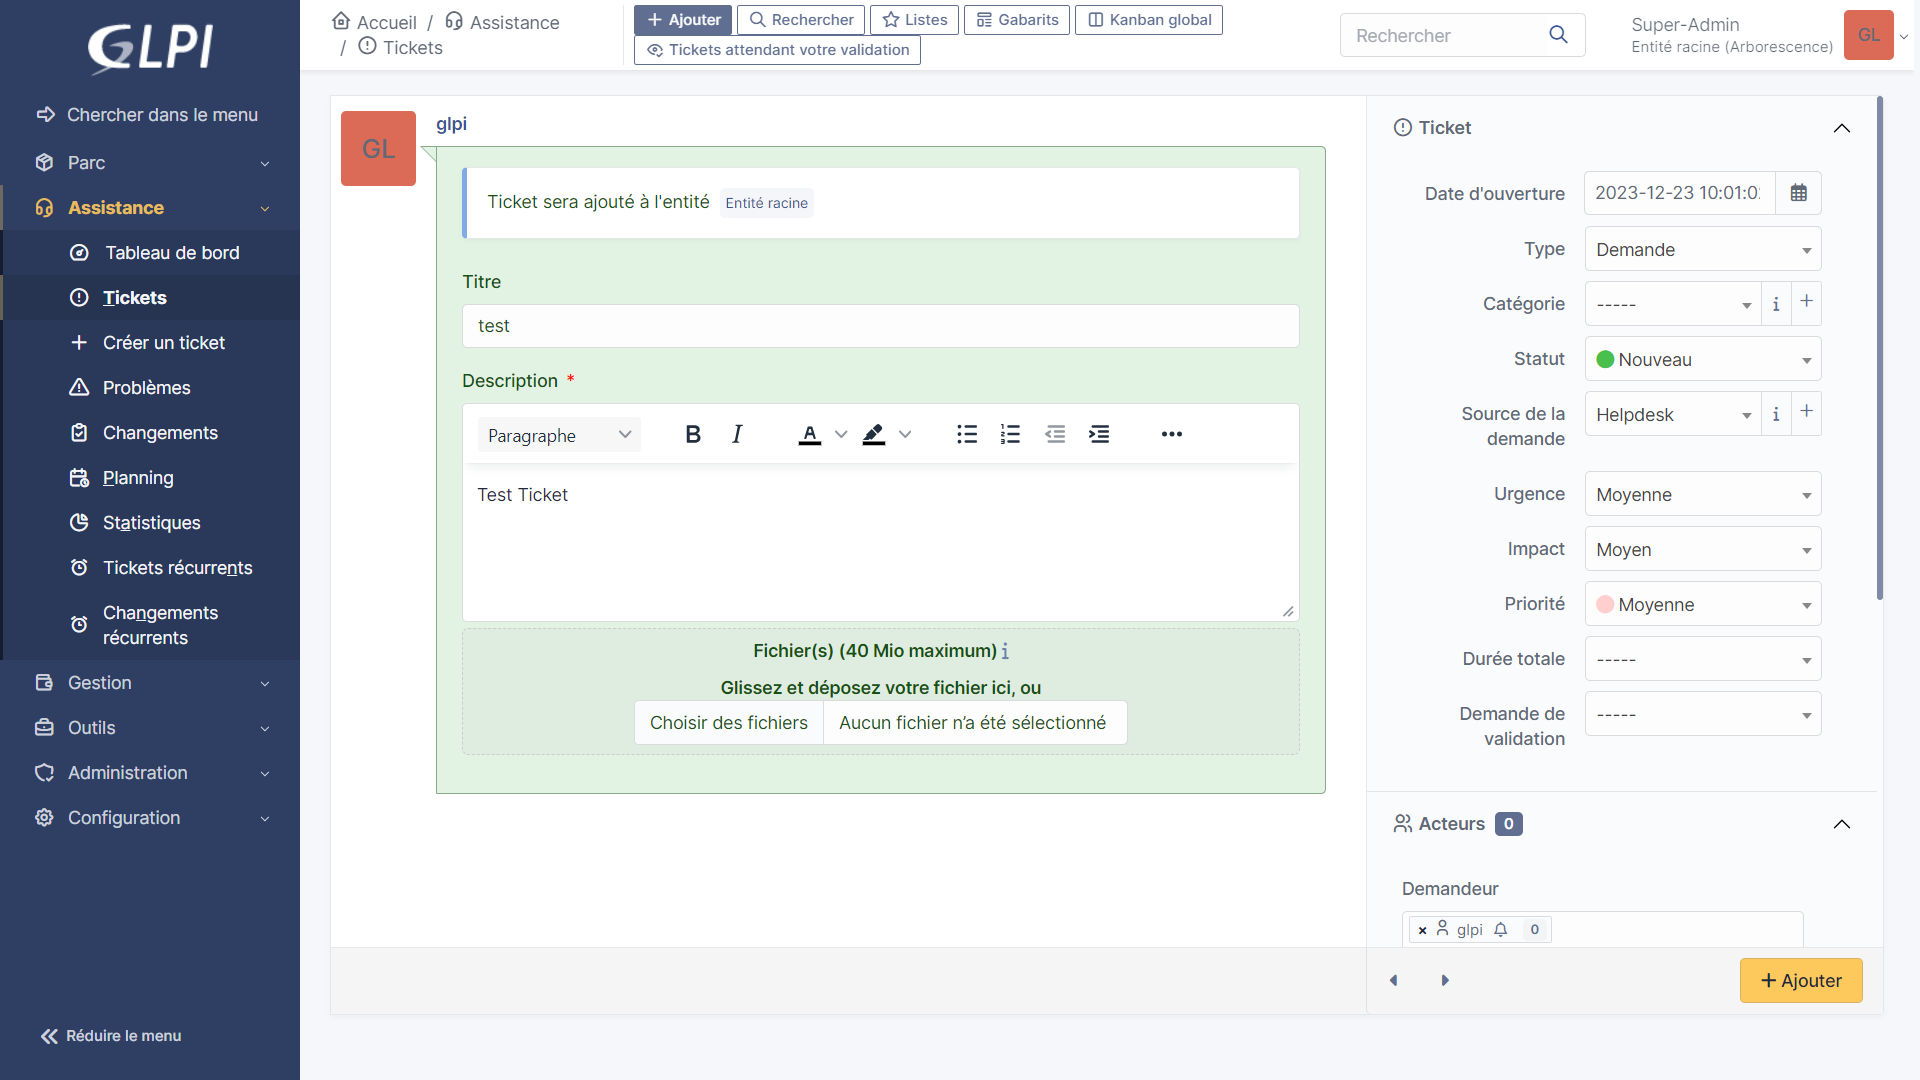 GLPI
Chercher dans le menu
Parc
Assistance
Tableau de bord
Tickets
Créer un ticket
Problèmes
Changements
Planning
Statistiques
Tickets récurrents
Changements
récurrents
Gestion
Outils
Administration
Configuration
Réduire le menu
Accueil / Assistance
/ Tickets
+ Ajouter
Rechercher
Listes
Gabarits
Kanban global
Tickets attendant votre validation
Rechercher
Super-Admin
Entité racine (Arborescence)
GL
GL
glpi
Ticket sera ajouté à l'entité Entité racine
Titre
test
Description *
Paragraphe
B I A
Test Ticket
Fichier(s) (40 Mio maximum) i
Glissez et déposez votre fichier ici, ou
Choisir des fichiers Aucun fichier n’a été sélectionné
Ticket
Date d'ouverture 2023-12-23 10:01:0
Type Demande
Catégorie ----- i +
Statut Nouveau
Source de la
demande
Helpdesk i +
Urgence Moyenne
Impact Moyen
Priorité Moyenne
Durée totale -----
Demande de
validation
-----
Acteurs 0
Demandeur
× glpi 0
+ Ajouter